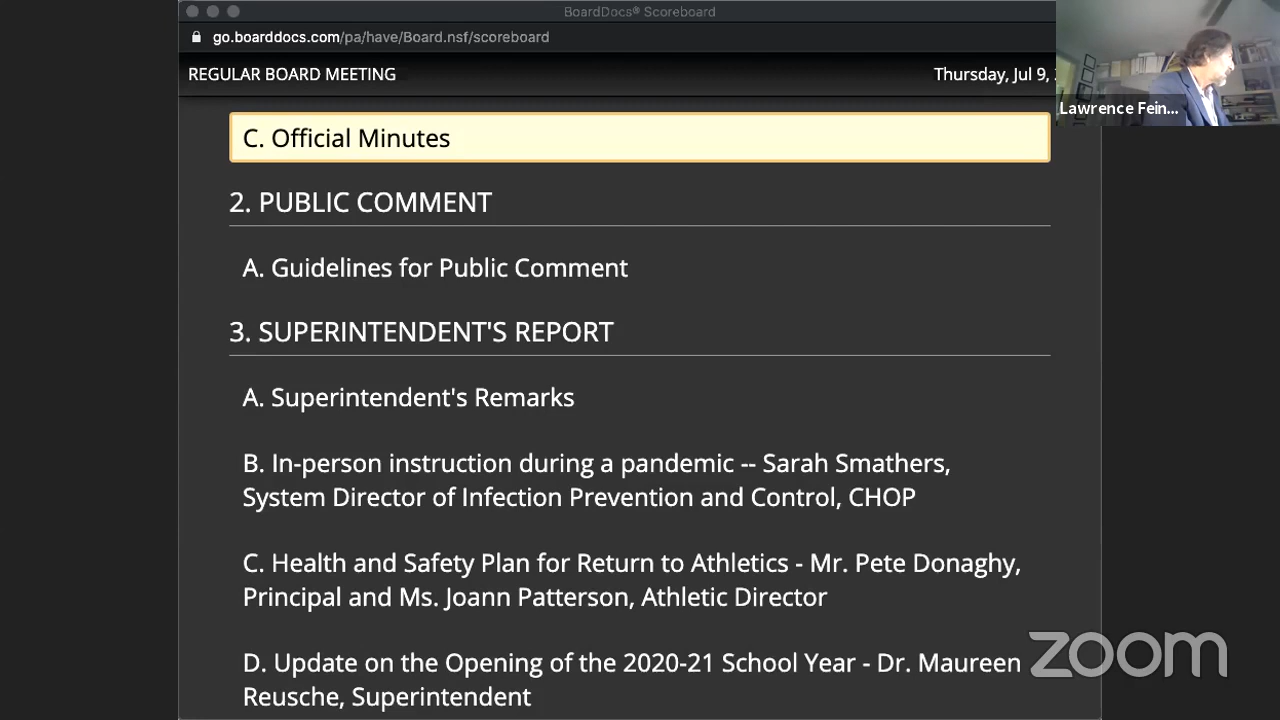 BoardDocs® Scoreboard
go.boarddocs.com/pa/have/Board.nsf/scoreboard
REGULAR BOARD MEETING
Thursday, Jul 9,
Lawrence Fein...
C. Official Minutes
2. PUBLIC COMMENT
A. Guidelines for Public Comment
3. SUPERINTENDENT'S REPORT
A. Superintendent's Remarks
B. In-person instruction during a pandemic -- Sarah Smathers,
System Director of Infection Prevention and Control, CHOP
C. Health and Safety Plan for Return to Athletics - Mr. Pete Donaghy,
Principal and Ms. Joann Patterson, Athletic Director
D. Update on the Opening of the 2020-21 School Year - Dr. Maureen
Reusche, Superintendent
zoom